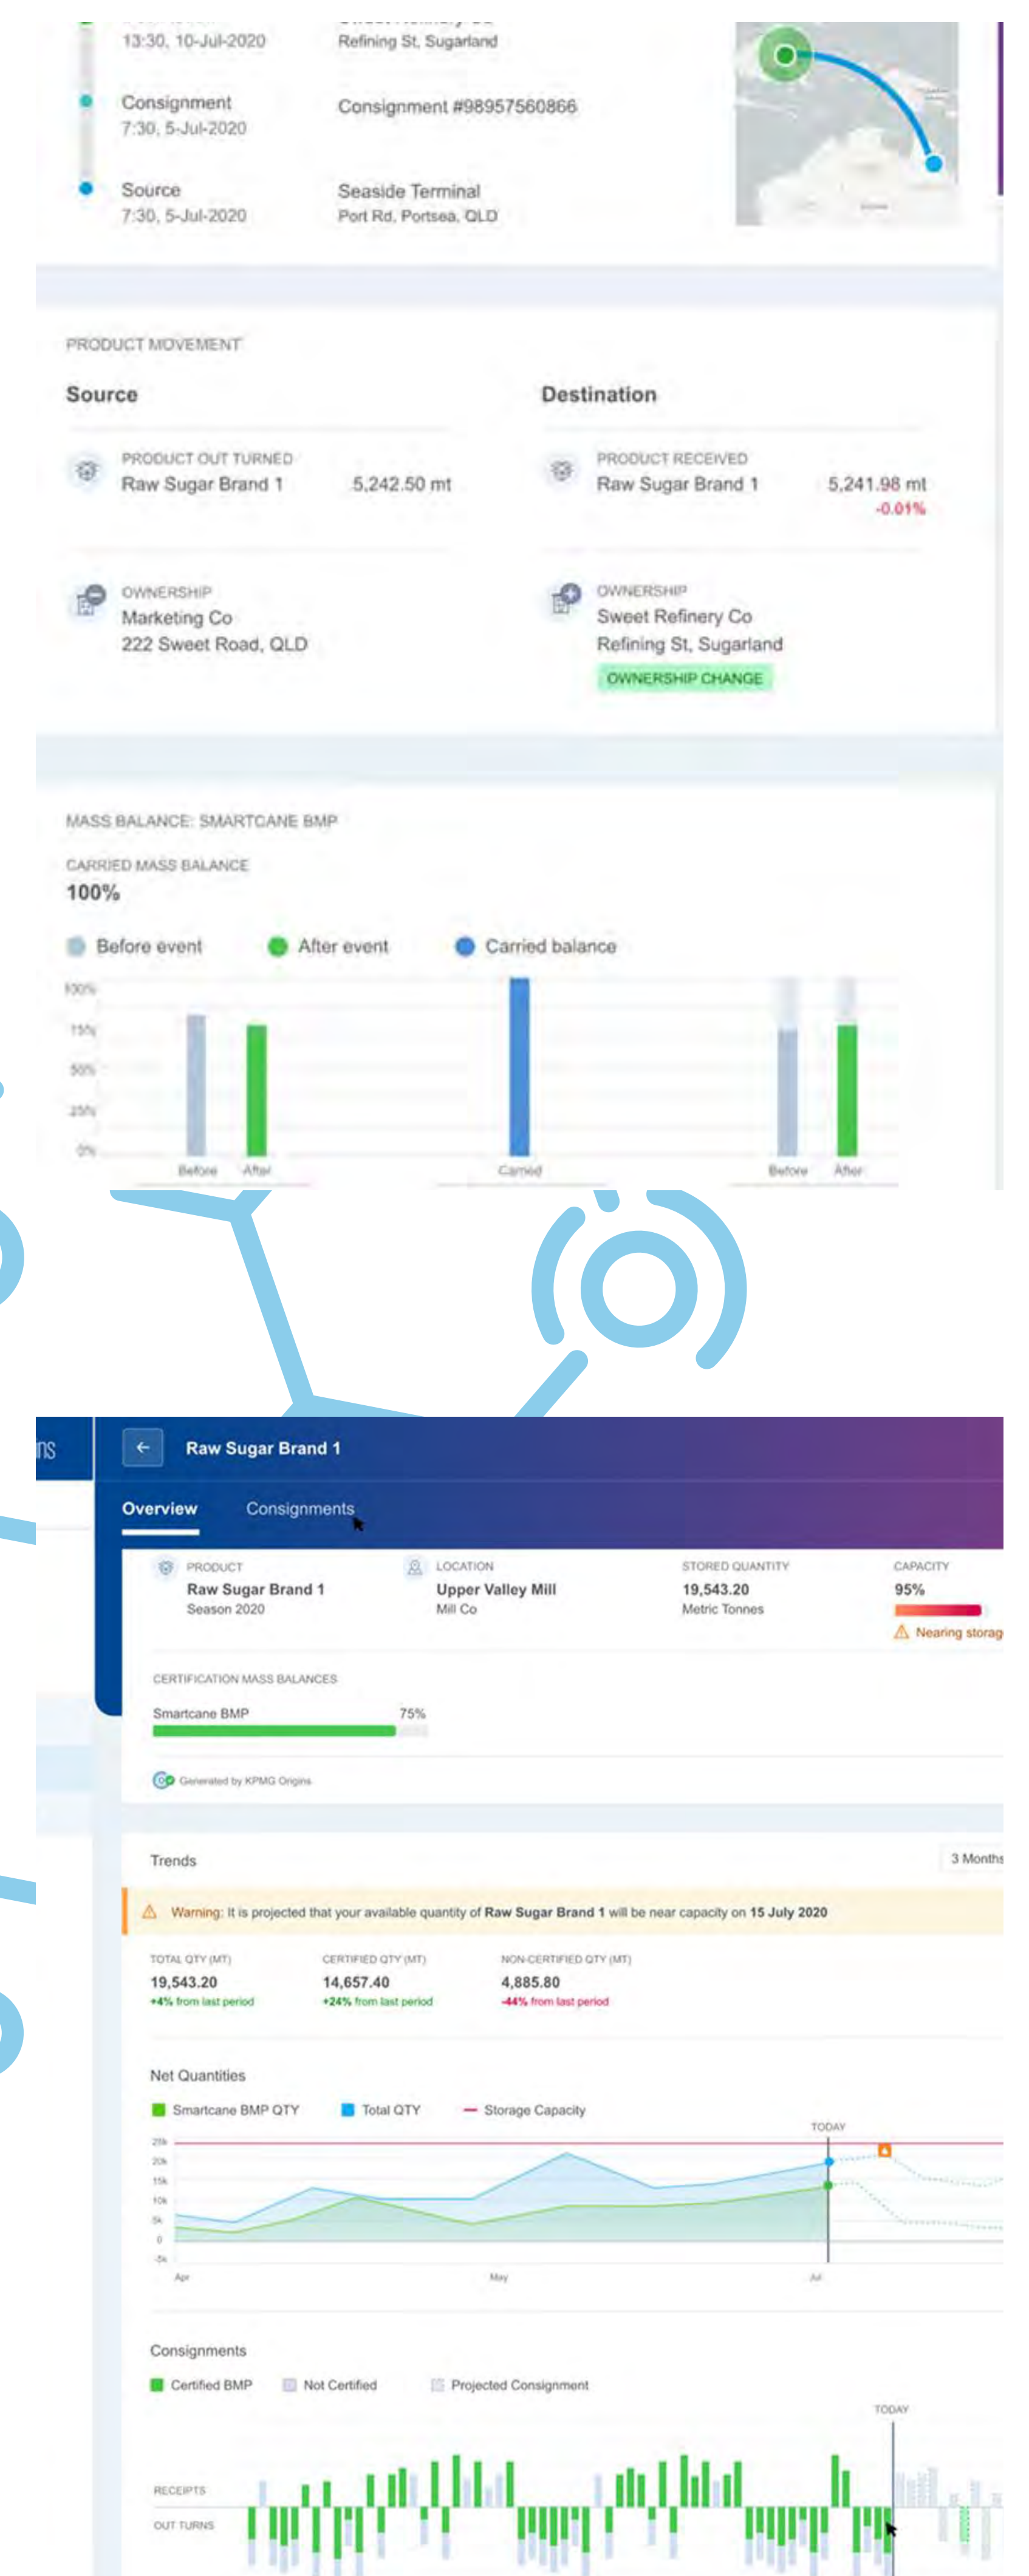 13:30, 10-Jul-2020
Refining St, Sugarland
Consignment
Consignment #98957560866
7:30, 5-Jul-2020
Source
Seaside Terminal
7:30, 5-Jul-2020
Port Rd, Portsea, QLD
PRODUCT MOVEMENT
Source
Destination
PRODUCT OUT TURNED
Raw Sugar Brand 1
5,242.50 mt
PRODUCT RECEIVED
Raw Sugar Brand 1
5,241.98 mt
-0.01%
OWNERSHIP
Marketing Co
222 Sweet Road, QLD
OWNERSHIP
Sweet Refinery Co
Refining St, Sugarland
OWNERSHIP CHANGE
MASS BALANCE: SMARTCANE BMP
CARRIED MASS BALANCE
100%
Before event
After event
Carried balance
100%
75%
50%
25%
0%
Before
After
Carried
Before
After
ns
Raw Sugar Brand 1
Overview
Consignments
PRODUCT
Raw Sugar Brand 1
Season 2020
LOCATION
Upper Valley Mill
Mill Co
STORED QUANTITY
19,543.20
Metric Tonnes
CAPACITY
95%
Nearing storag
CERTIFICATION MASS BALANCES
Smartcane BMP
75%
Generated by KPMG Origins
Trends
3 Months
Warning: It is projected that your available quantity of Raw Sugar Brand 1 will be near capacity on 15 July 2020
TOTAL QTY (MT)
19,543.20
+4% from last period
CERTIFIED QTY (MT)
14,657.40
+24% from last period
NON-CERTIFIED QTY (MT)
4,885.80
-44% from last period
Net Quantities
Smartcane BMP QTY
Total QTY
Storage Capacity
TODAY
25k
20k
15k
10k
5k
0
-5k
Apr
May
Jul
Consignments
Certified BMP
Not Certified
Projected Consignment
TODAY
RECEIPTS
OUT TURNS